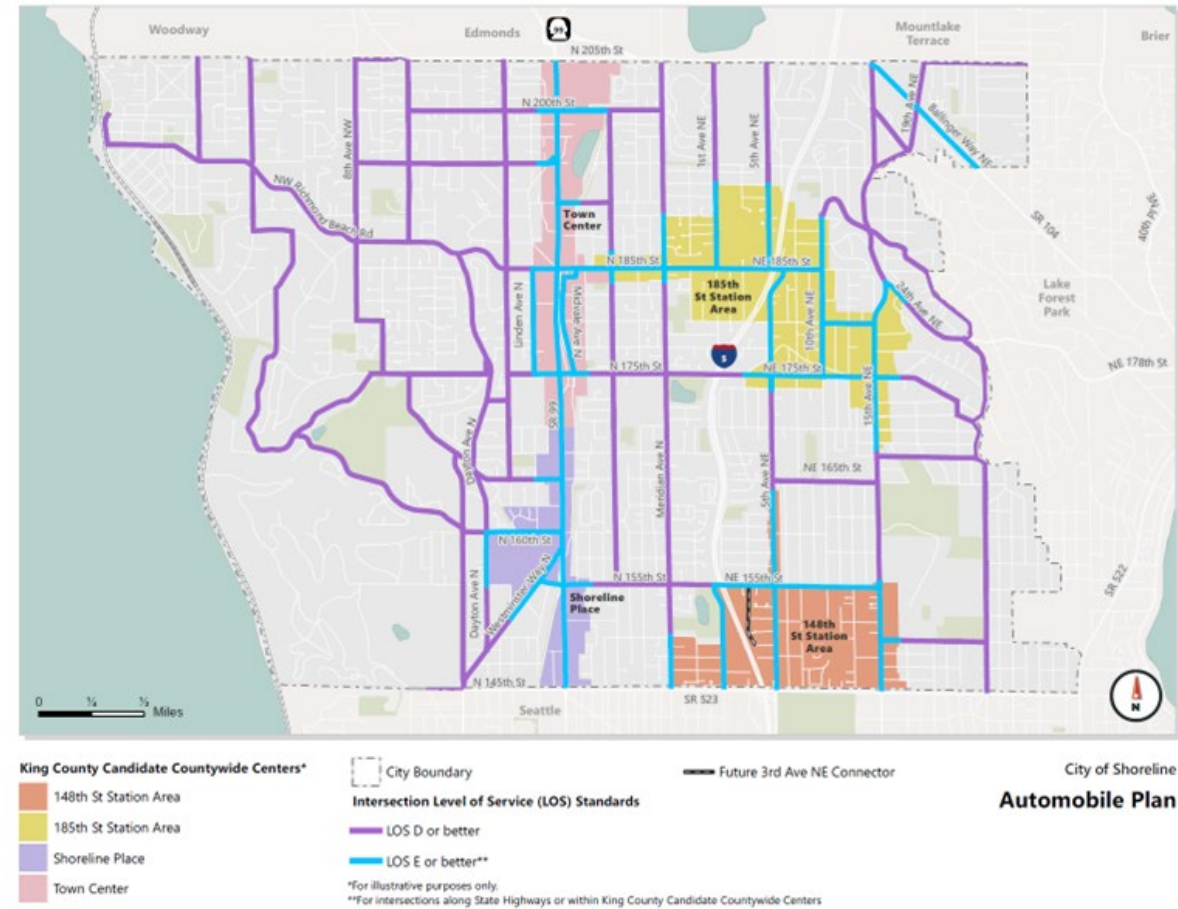 Woodway
Edmonds
99
Mountlake
Terrace
Brier
N 205th St
N 200th St
8th Ave NW
1st Ave NE
5th Ave NE
19th Ave NE
Ballinger Way NE
NW Richmond Beach Rd
Town
Center
SR 104
40th Pl NE
N 185th St
NE 185th St
185th
St Station
Area
Linden Ave N
Midvale Ave N
10th Ave NE
24th Ave NE
Lake
Forest
Park
5
N 175th St
NE 175th St
NE 178th St
15th Ave NE
SR 99
Dayton Ave N
Meridian Ave N
5th Ave NE
NE 165th St
N 160th St
Westminster Way N
N 155th St
NE 155th St
Dayton Ave N
Shoreline
Place
148th
St Station
Area
SR 522
N 145th St
SR 523
Seattle
0 ¼ ½ Miles
N
King County Candidate Countywide Centers*
148th St Station Area
185th St Station Area
Shoreline Place
Town Center
City Boundary
Intersection Level of Service (LOS) Standards
LOS D or better
LOS E or better**
*For illustrative purposes only.
**For intersections along State Highways or within King County Candidate Countywide Centers
Future 3rd Ave NE Connector
City of Shoreline
Automobile Plan